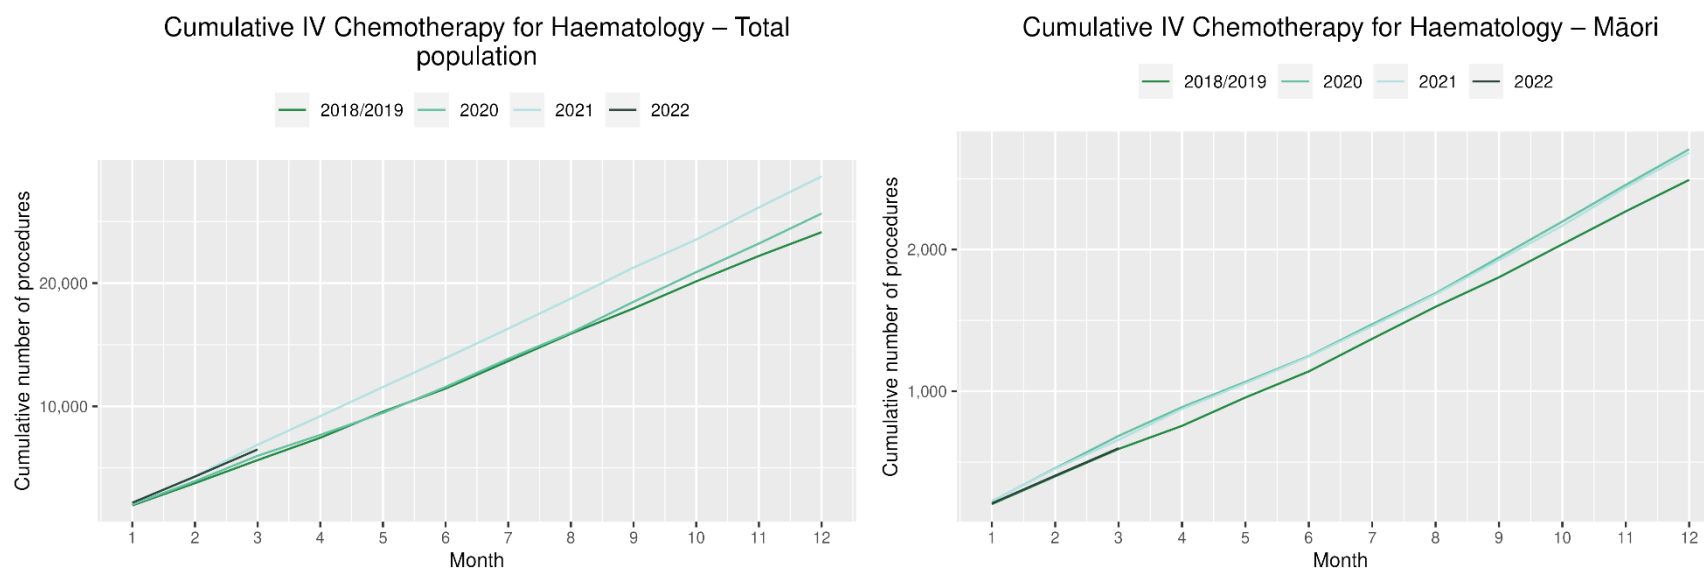 Cumulative IV Chemotherapy for Haematology – Total
population
2018/2019 2020 2021 2022
Cumulative number of procedures
20,000
10,000
1 2 3 4 5 6 7 8 9 10 11 12
Month
Cumulative IV Chemotherapy for Haematology – Māori
2018/2019 2020 2021 2022
Cumulative number of procedures
2,000
1,000
1 2 3 4 5 6 7 8 9 10 11 12
Month